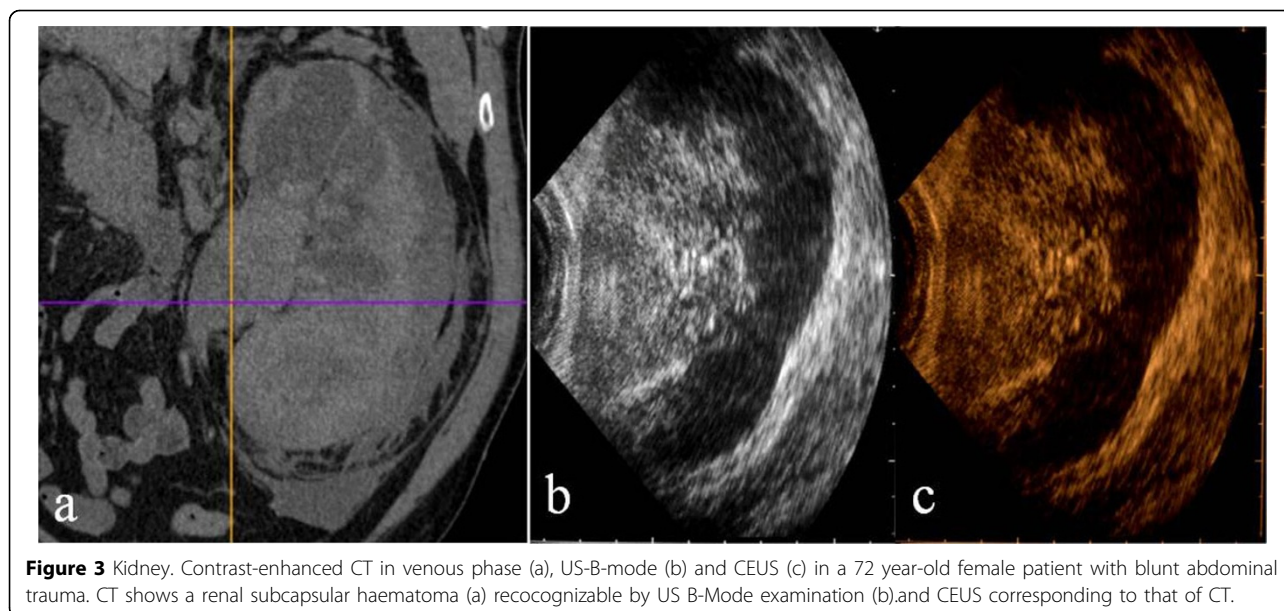 a
b
c
Figure 3 Kidney. Contrast-enhanced CT in venous phase (a), US-B-mode (b) and CEUS (c) in a 72 year-old female patient with blunt abdominal
trauma. CT shows a renal subcapsular haematoma (a) recocognizable by US B-Mode examination (b).and CEUS corresponding to that of CT.